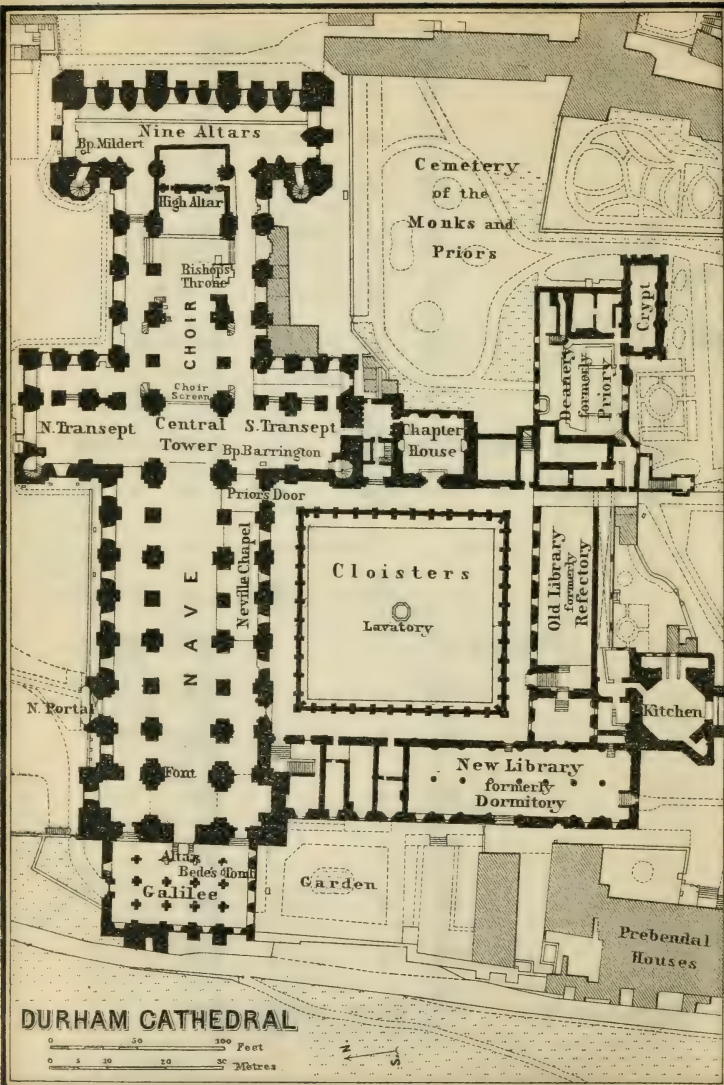 Nine Altars
Bp. Mildert
High Altar
Cemetery
of the
Monks and
Priors
Bishops
Throne
CHOIR
Crypt
Deanery
formerly
Priory
Choir
Screen
N. Transept
Central
Tower
S. Transept
Bp. Barrington
Chapter
House
Priors Door
Neville Chapel
NAVE
Cloisters
Lavatory
Old Library
formerly
Refectory
N. Portal
Kitchen
Font
New Library
formerly
Dormitory
Altar
Bede's Tomb
Galilee
Garden
Prebendal
Houses
DURHAM CATHEDRAL
0 50 100 Feet
0 5 10 20 30 Metres
N
S.